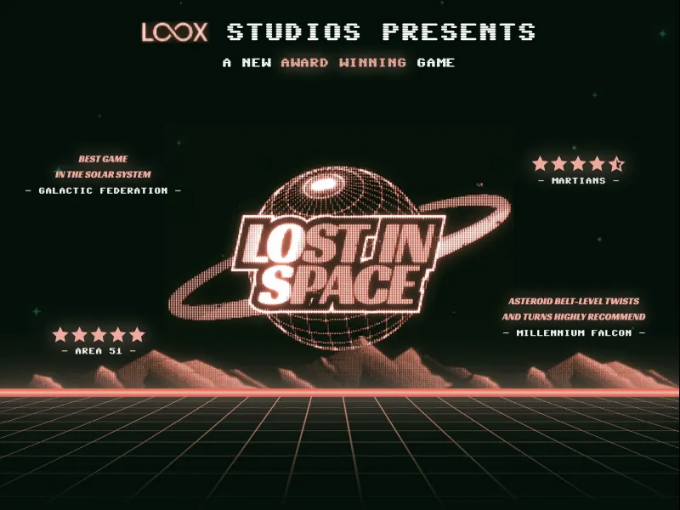 LOOX STUDIOS PRESENTS
A NEW AWARD WINNING GAME
BEST GAME
IN THE SOLAR SYSTEM
- GALACTIC FEDERATION -
- MARTIANS -
LOST IN
SPACE
ASTEROID BELT-LEVEL TWISTS
AND TURNS HIGHLY RECOMMEND
- MILLENNIUM FALCON -
- AREA 51 -